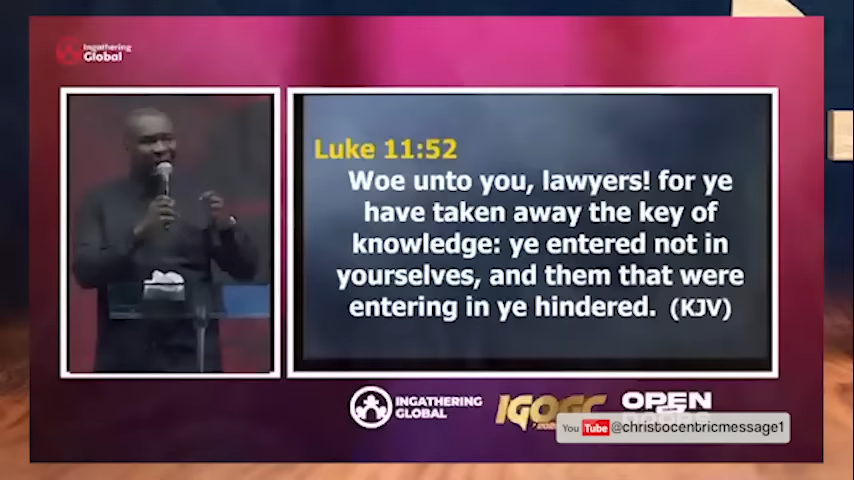 Ingathering
Global
Luke 11:52
Woe unto you, lawyers! for ye
have taken away the key of
knowledge: ye entered not in
yourselves, and them that were
entering in ye hindered. (KJV)
INGATHERING
GLOBAL
IGOGC
OPEN
You Tube @christocentricmessage1